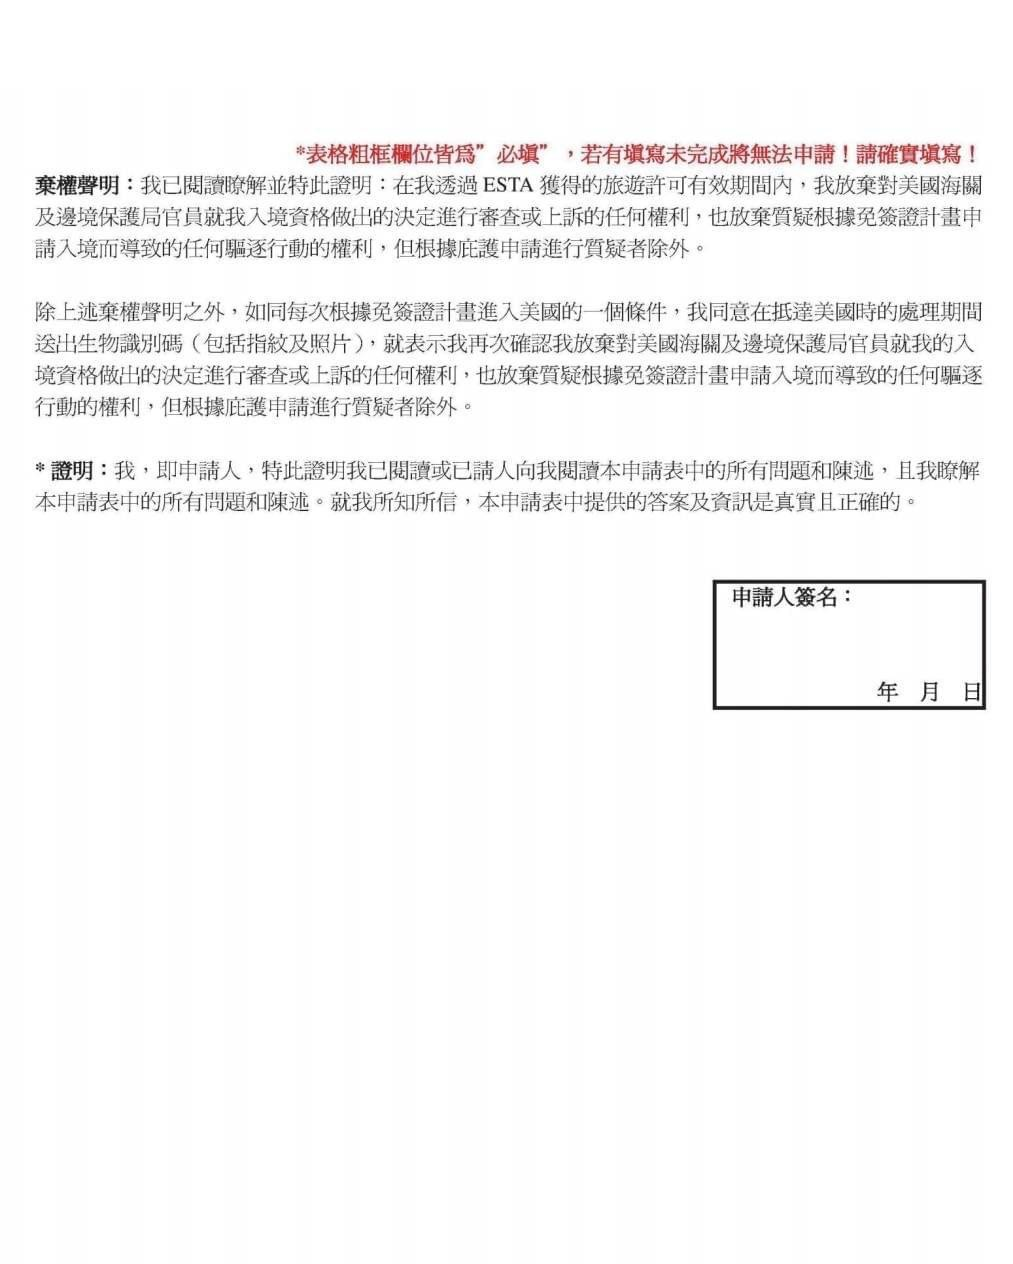 *表格粗框欄位皆為”必填”，若有填寫未完成將無法申請！請確實填寫！
棄權聲明：我已閱讀瞭解並特此證明：在我透過 ESTA 獲得的旅遊許可有效期間內，我放棄對美國海關
及邊境保護局官員就我入境資格做出的決定進行審查或上訴的任何權利，也放棄質疑根據免簽證計畫申
請入境而導致的任何驅逐行動的權利，但根據庇護申請進行質疑者除外。
除上述棄權聲明之外，如同每次根據免簽證計畫進入美國的一個條件，我同意在抵達美國時的處理期間
送出生物識別碼（包括指紋及照片），就表示我再次確認我放棄對美國海關及邊境保護局官員就我的入
境資格做出的決定進行審查或上訴的任何權利，也放棄質疑根據免簽證計畫申請入境而導致的任何驅逐
行動的權利，但根據庇護申請進行質疑者除外。
* 證明：我，即申請人，特此證明我已閱讀或已請人向我閱讀本申請表中的所有問題和陳述，且我瞭解
本申請表中的所有問題和陳述。就我所知所信，本申請表中提供的答案及資訊是真實且正確的。
申請人簽名：
年 月 日